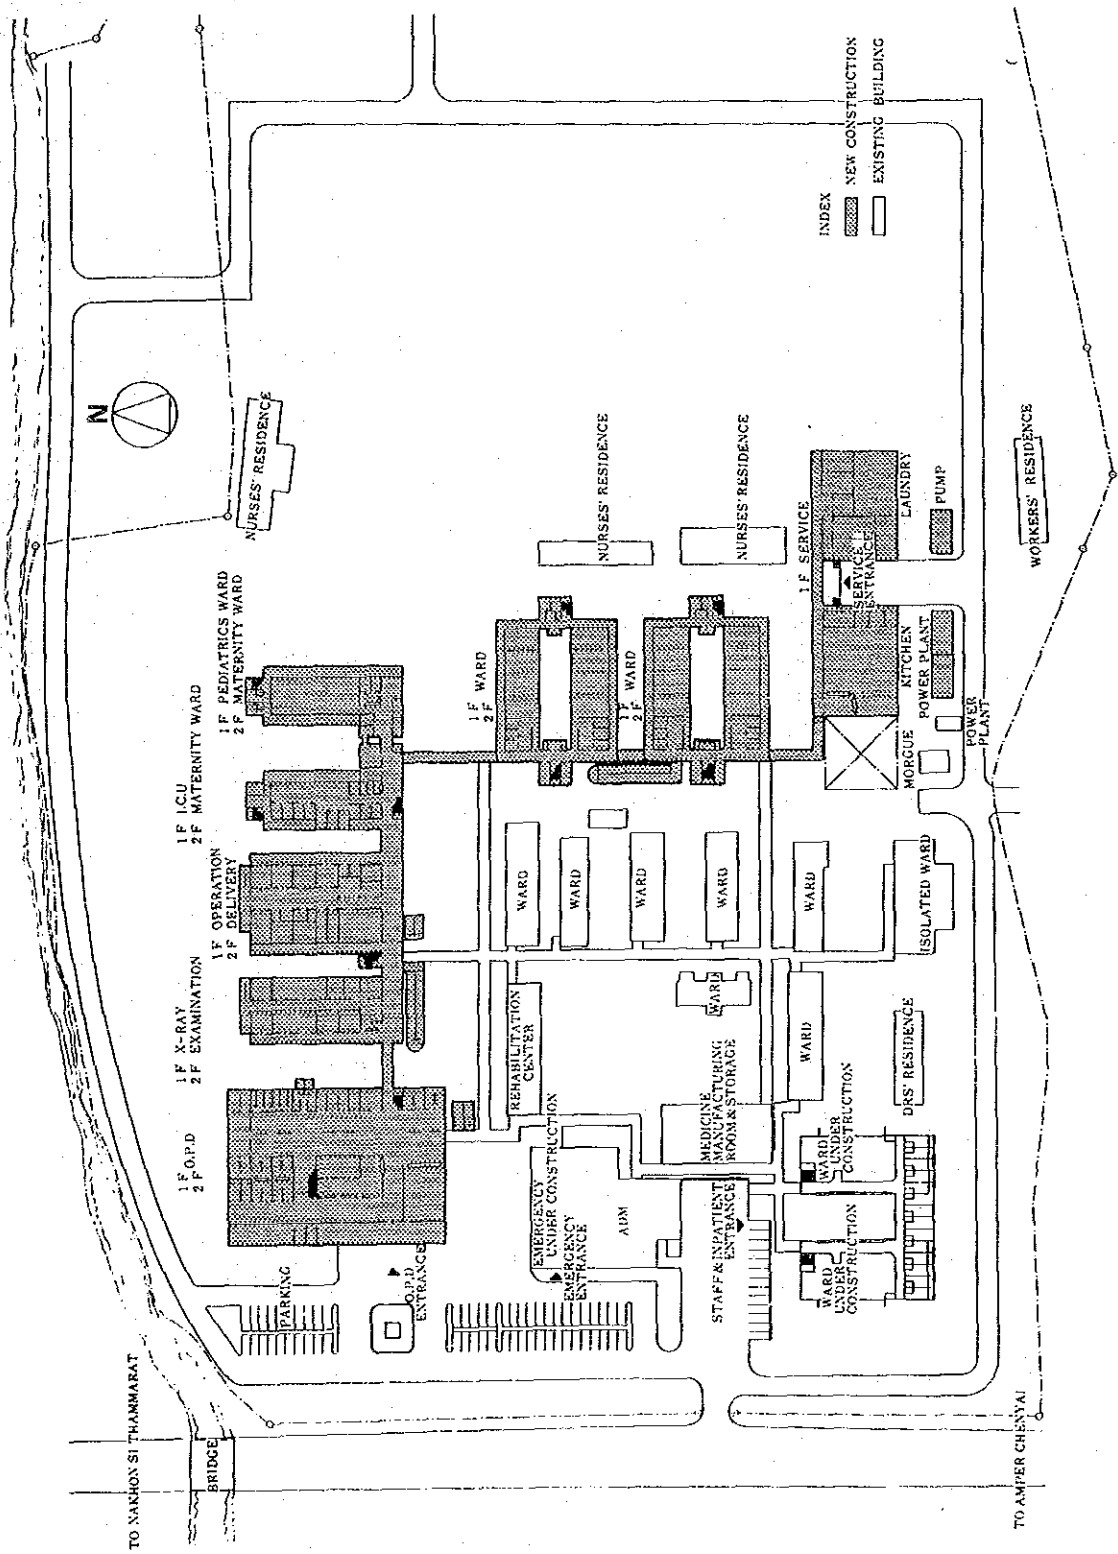 TO NAKHON SI THAMMARAT
BRIDGE
N
NURSES' RESIDENCE
1F O.P.D
2F O.P.D
1F X-RAY
2F EXAMINATION
1F OPERATION
2F DELIVERY
1F I.C.U
2F MATERNITY WARD
1F PEDIATRICS WARD
2F MATERNITY WARD
PARKING
O.P.D
ENTRANCE
EMERGENCY
UNDER CONSTRUCTION
EMERGENCY
ENTRANCE
ADM
REHABILITATION
CENTER
WARD
WARD
WARD
WARD
WARD
WARD
WARD
1F WARD
2F WARD
1F WARD
2F WARD
NURSES' RESIDENCE
NURSES' RESIDENCE
MEDICINE
MANUFACTURING
ROOM & STORAGE
STAFF & INPATIENT
ENTRANCE
WARD
UNDER
CONSTRUCTION
WARD
UNDER
CONSTRUCTION
DRS' RESIDENCE
ISOLATED WARD
MORGUE
1F SERVICE
SERVICE
ENTRANCE
KITCHEN
LAUNDRY
POWER PLANT
PUMP
POWER
PLANT
WORKERS' RESIDENCE
INDEX
NEW CONSTRUCTION
EXISTING BUILDING
TO AMPER CHENYAI